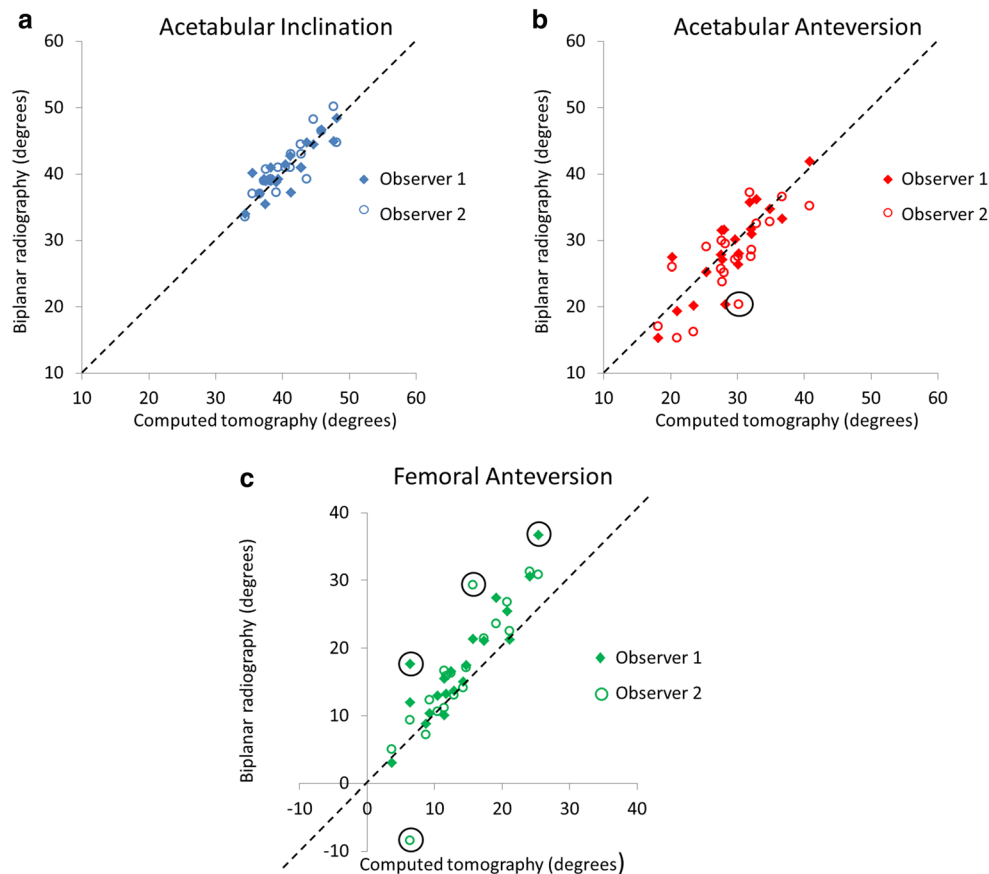 a
Acetabular Inclination
60
50
40
30
20
10
10 20 30 40 50 60
Biplanar radiography (degrees)
Computed tomography (degrees)
Observer 1
Observer 2
b
Acetabular Anteversion
60
50
40
30
20
10
10 20 30 40 50 60
Biplanar radiography (degrees)
Computed tomography (degrees)
Observer 1
Observer 2
c
Femoral Anteversion
40
30
20
10
0
-10
-10 0 10 20 30 40
Biplanar radiography (degrees)
Computed tomography (degrees)
Observer 1
Observer 2